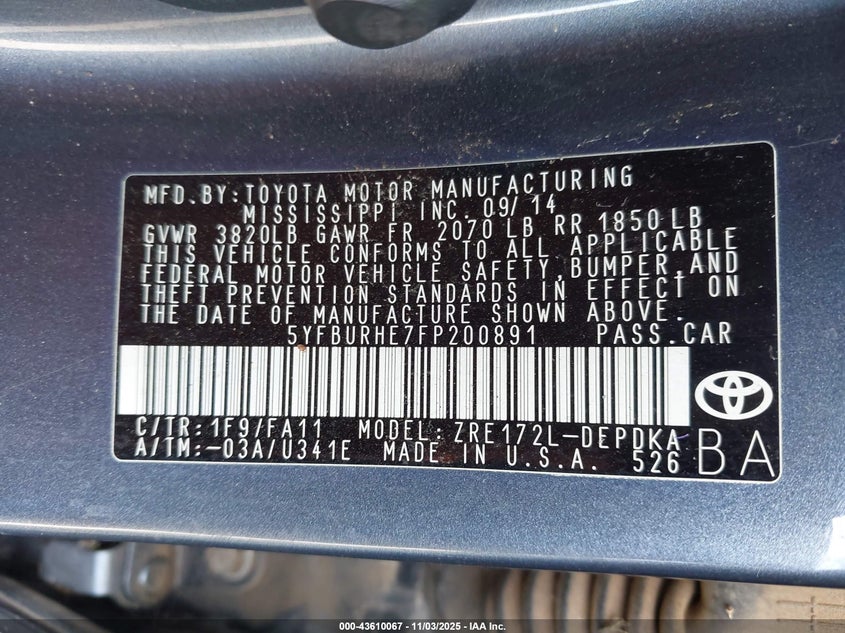 MFD. BY: TOYOTA MOTOR MANUFACTURING
MISSISSIPPI INC. 09/14
GVWR 3820LB GAWR FR 2070 LB RR 1850 LB
THIS VEHICLE CONFORMS TO ALL APPLICABLE
FEDERAL MOTOR VEHICLE SAFETY, BUMPER, AND
THEFT PREVENTION STANDARDS IN EFFECT ON
THE DATE OF MANUFACTURE SHOWN ABOVE.
5YFBURHE7FP200891 PASS. CAR
C/TR: 1F9/FA11 MODEL: ZRE172L-DEPDKA
A/TM:-03A/U341E MADE IN U.S.A. 526 BA
000-43610067 - 11/03/2025 - IAA Inc.